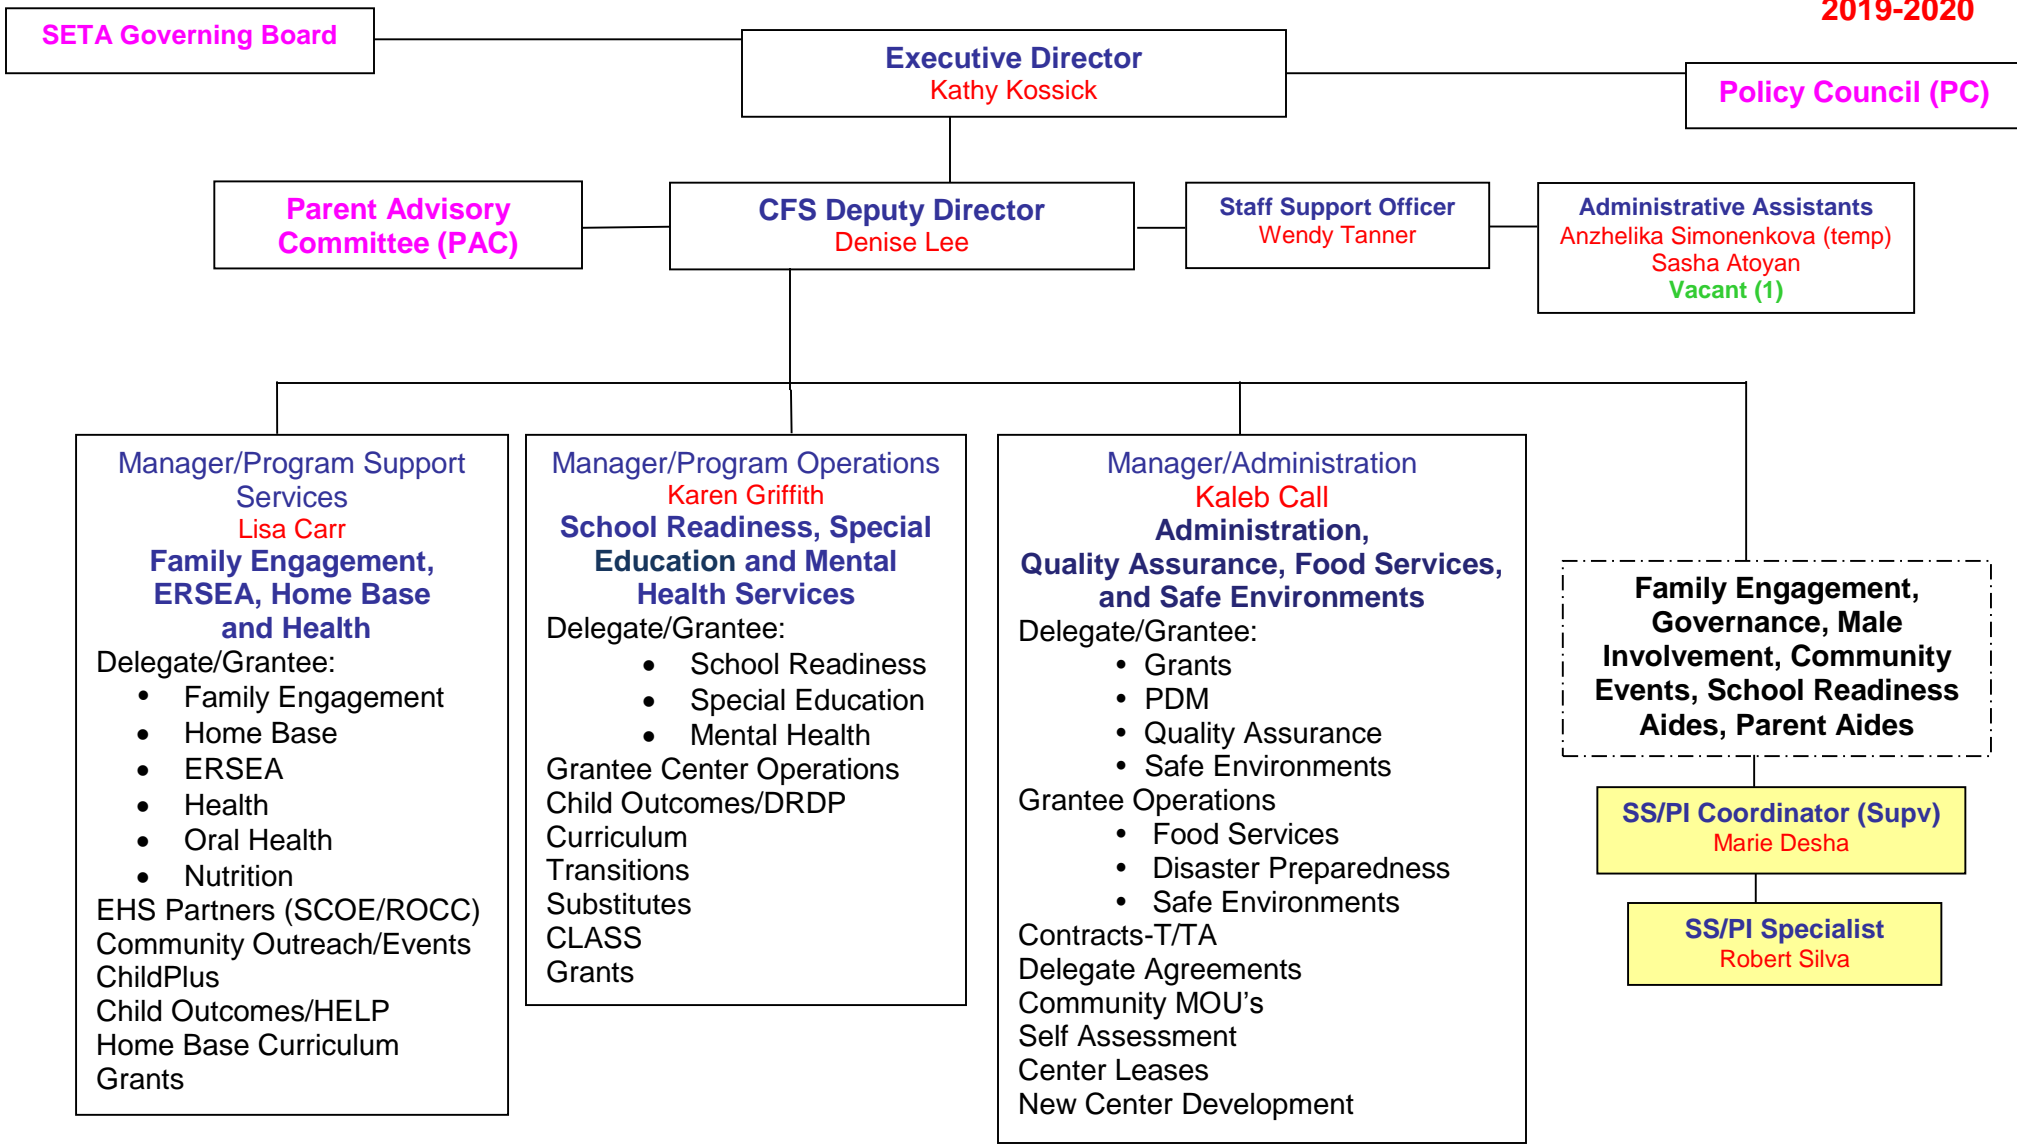 2019-2020
SETA Governing Board
Executive Director
Kathy Kossick
Policy Council (PC)
Parent Advisory
Committee (PAC)
CFS Deputy Director
Denise Lee
Staff Support Officer
Wendy Tanner
Administrative Assistants
Anzhelika Simonenkova (temp)
Sasha Atoyan
Vacant (1)
Manager/Program Support
Services
Lisa Carr
Family Engagement,
ERSEA, Home Base
and Health
Delegate/Grantee:
• Family Engagement
• Home Base
• ERSEA
• Health
• Oral Health
• Nutrition
EHS Partners (SCOE/ROCC)
Community Outreach/Events
ChildPlus
Child Outcomes/HELP
Home Base Curriculum
Grants
Manager/Program Operations
Karen Griffith
School Readiness, Special
Education and Mental
Health Services
Delegate/Grantee:
• School Readiness
• Special Education
• Mental Health
Grantee Center Operations
Child Outcomes/DRDP
Curriculum
Transitions
Substitutes
CLASS
Grants
Manager/Administration
Kaleb Call
Administration,
Quality Assurance, Food Services,
and Safe Environments
Delegate/Grantee:
• Grants
• PDM
• Quality Assurance
• Safe Environments
Grantee Operations
• Food Services
• Disaster Preparedness
• Safe Environments
Contracts-T/TA
Delegate Agreements
Community MOU’s
Self Assessment
Center Leases
New Center Development
Family Engagement,
Governance, Male
Involvement, Community
Events, School Readiness
Aides, Parent Aides
SS/PI Coordinator (Supv)
Marie Desha
SS/PI Specialist
Robert Silva